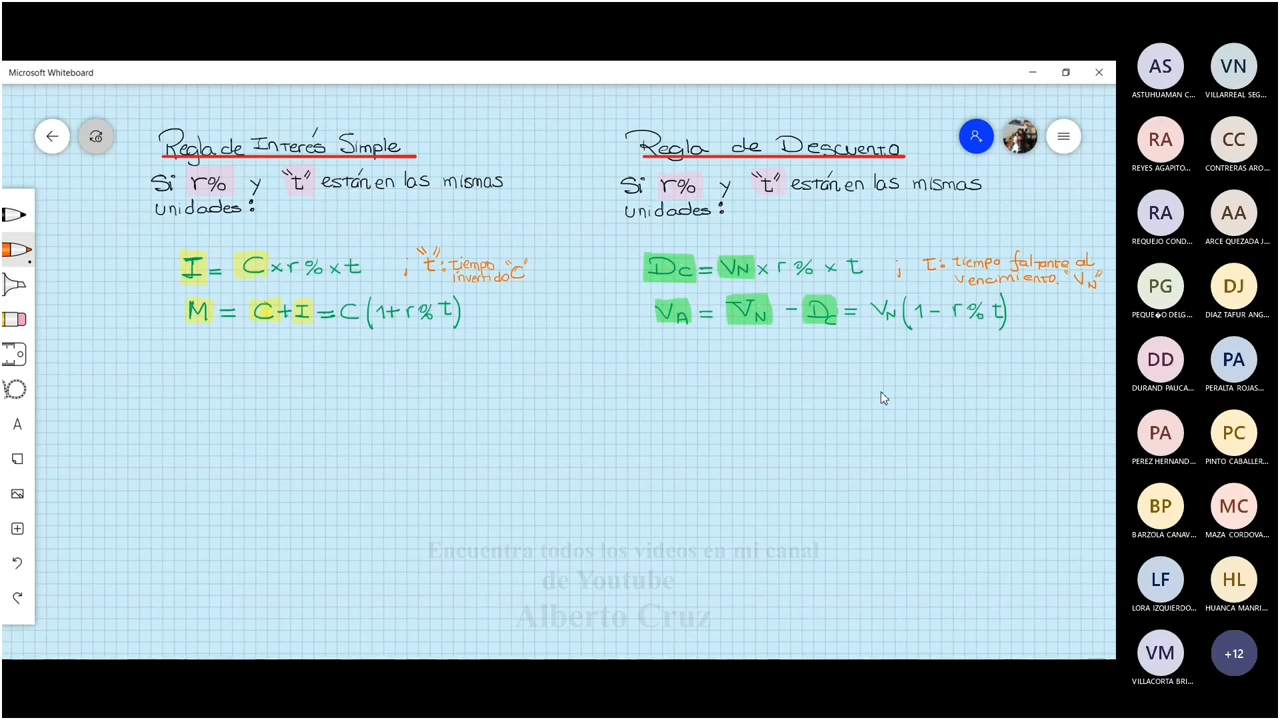 Microsoft Whiteboard
Regla de Interés Simple
Si r% y "t" están en las mismas
unidades:
I = C x r% x t ; "t": tiempo
invertido "C"
M = C + I = C (1 + r% t)
Regla de Descuento
Si r% y "t" están en las mismas
unidades:
Dc = VN x r% x t ; t: tiempo faltante al
vencimiento "VN"
VA = VN - Dc = VN (1 - r% t)
Encuentra todos los videos en mi canal
de Youtube
Alberto Cruz
A
AS VN
ASTUHUAMAN C... VILLARREAL SEG...
RA CC
REYES AGAPITO... CONTRERAS ARO...
RA AA
REQUEJO COND... ARCE QUEZADA J...
PG DJ
PEQUE�O DELG... DIAZ TAFUR ANG...
DD PA
DURAND PAUCA... PERALTA ROJAS...
PA PC
PEREZ HERNAND... PINTO CABALLER...
BP MC
BARZOLA CANAV... MAZA CORDOVA...
LF HL
LORA IZQUIERDO... HUANCA MANRI...
VM +12
VILLACORTA BRI...